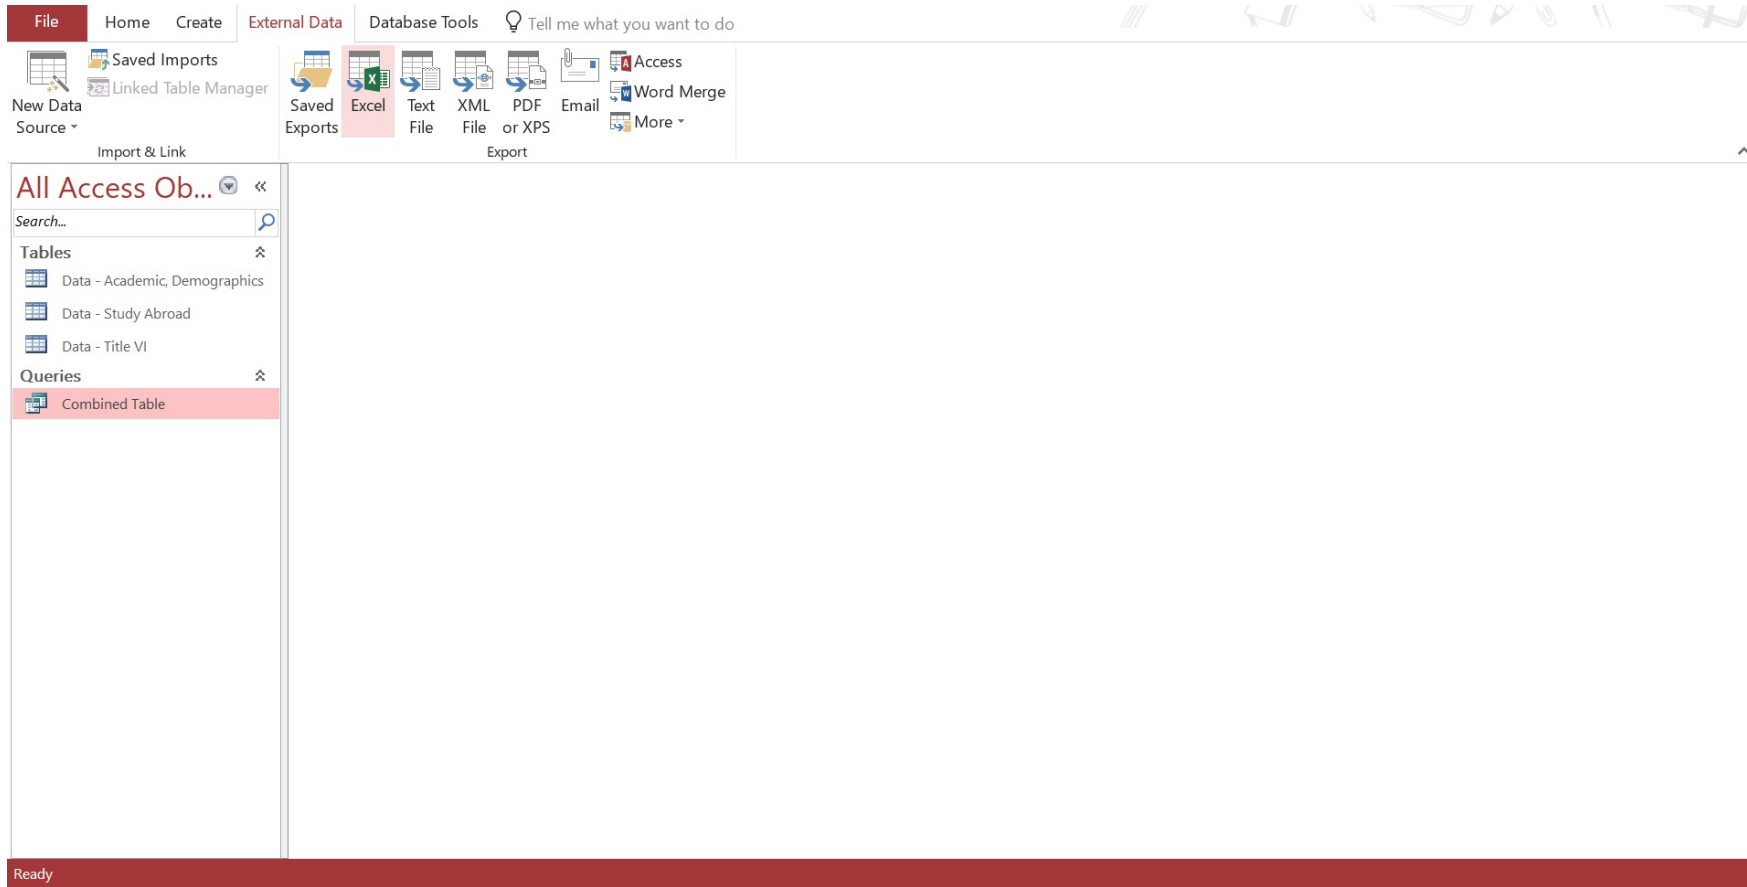 File Home Create External Data Database Tools Tell me what you want to do
New Data Source
Saved Imports
Linked Table Manager
Import & Link
Saved Exports
Excel
Text File
XML File
PDF or XPS
Email
Access
Word Merge
More
Export
All Access Ob... «
Search...
Tables
Data - Academic, Demographics
Data - Study Abroad
Data - Title VI
Queries
Combined Table
Ready